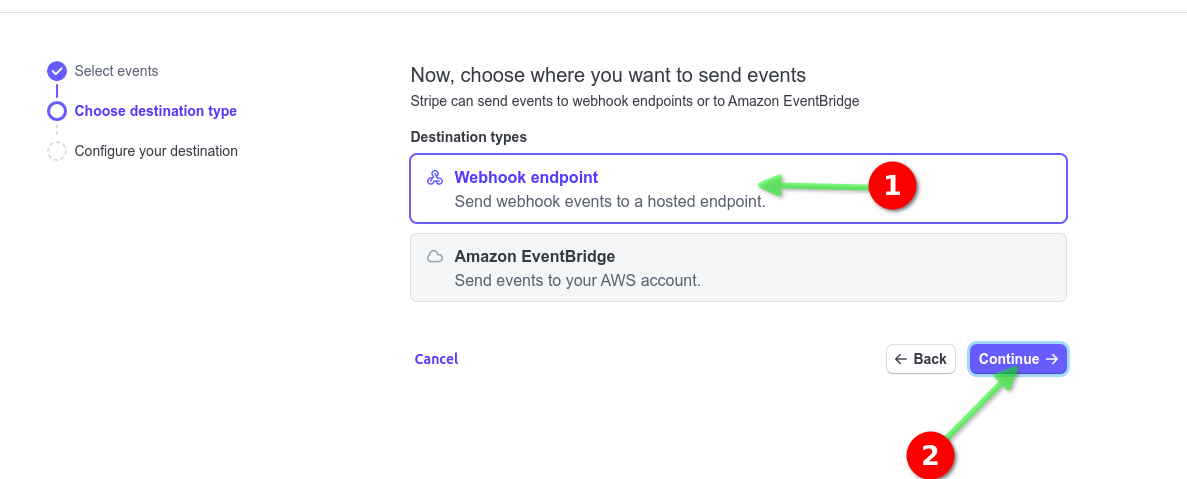 Select events
Choose destination type
Configure your destination
Now, choose where you want to send events
Stripe can send events to webhook endpoints or to Amazon EventBridge
Destination types
Webhook endpoint
Send webhook events to a hosted endpoint.
1
Amazon EventBridge
Send events to your AWS account.
Cancel
← Back
Continue →
2